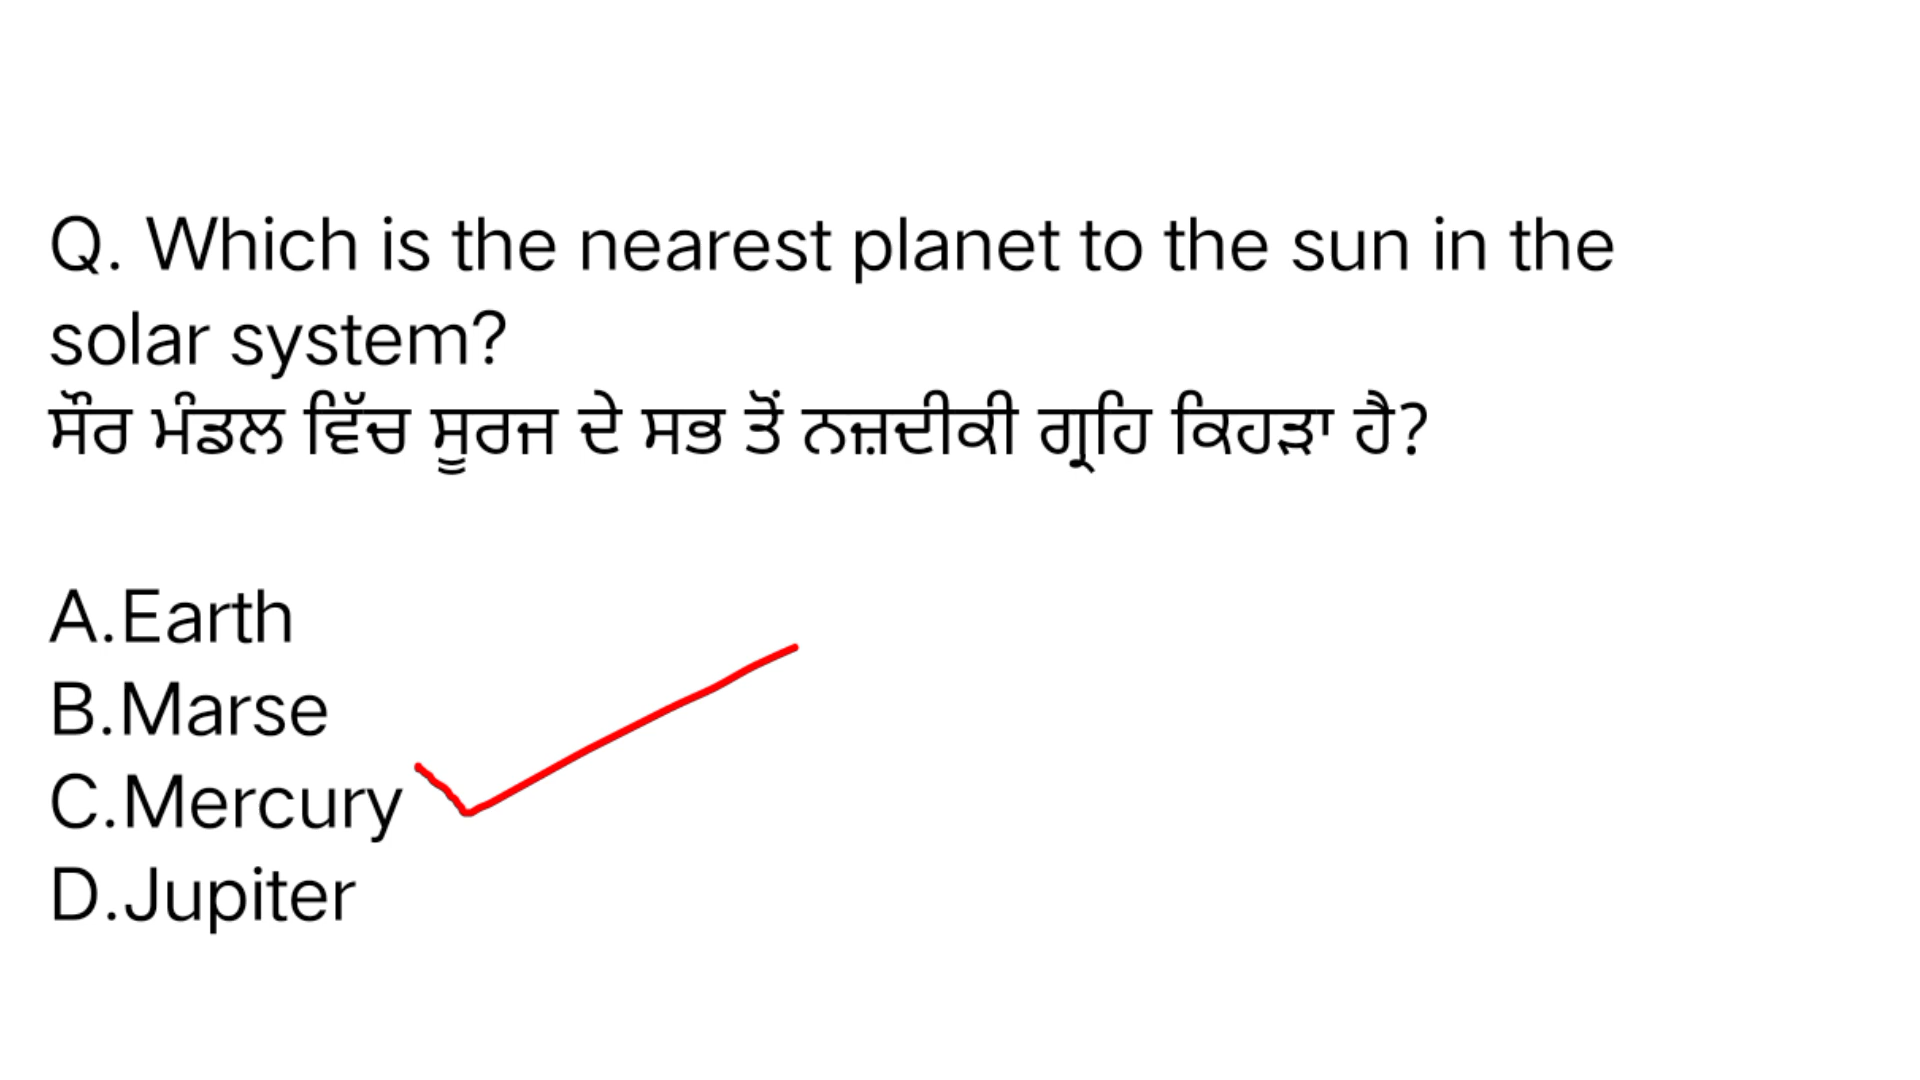 Q. Which is the nearest planet to the sun in the
solar system?
ਸੌਰ ਮੰਡਲ ਵਿੱਚ ਸੂਰਜ ਦੇ ਸਭ ਤੋਂ ਨਜ਼ਦੀਕੀ ਗ੍ਰਹਿ ਕਿਹੜਾ ਹੈ?
A.Earth
B.Marse
C.Mercury
D.Jupiter